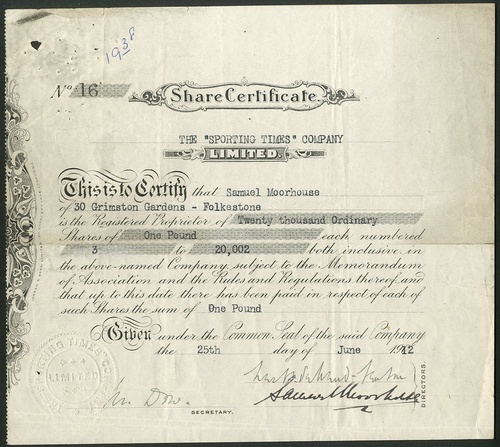 1938
No 16
Share Certificate.
THE "SPORTING TIMES" COMPANY
LIMITED.
This is to Certify that Samuel Moorhouse
of 30 Grimston Gardens - Folkestone
is the Registered Proprietor of Twenty thousand Ordinary
Shares of One Pound each, numbered
3 to 20,002 both inclusive, in
the above-named Company, subject to the Memorandum
of Association and the Rules and Regulations thereof, and
that up to this date there has been paid in respect of each of
such Shares the sum of One Pound
Given under the Common Seal of the said Company
the 25th day of June 1912
Samuel Moorhouse
DIRECTORS.
SECRETARY.
LIMITED